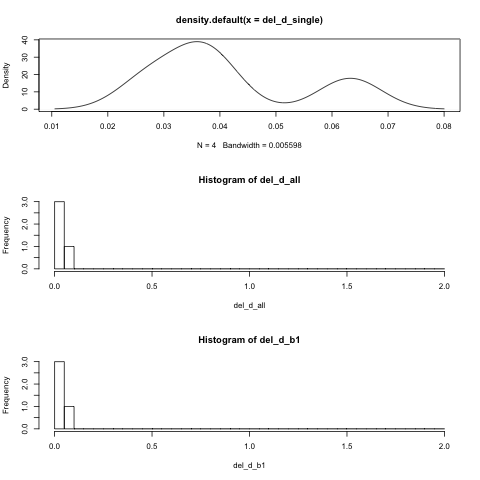 density.default(x = del_d_single)
Density
0 10 20 30 40
0.01 0.02 0.03 0.04 0.05 0.06 0.07 0.08
N = 4 Bandwidth = 0.005598
Histogram of del_d_all
Frequency
0.0 1.0 2.0 3.0
0.0 0.5 1.0 1.5 2.0
del_d_all
Histogram of del_d_b1
Frequency
0.0 1.0 2.0 3.0
0.0 0.5 1.0 1.5 2.0
del_d_b1